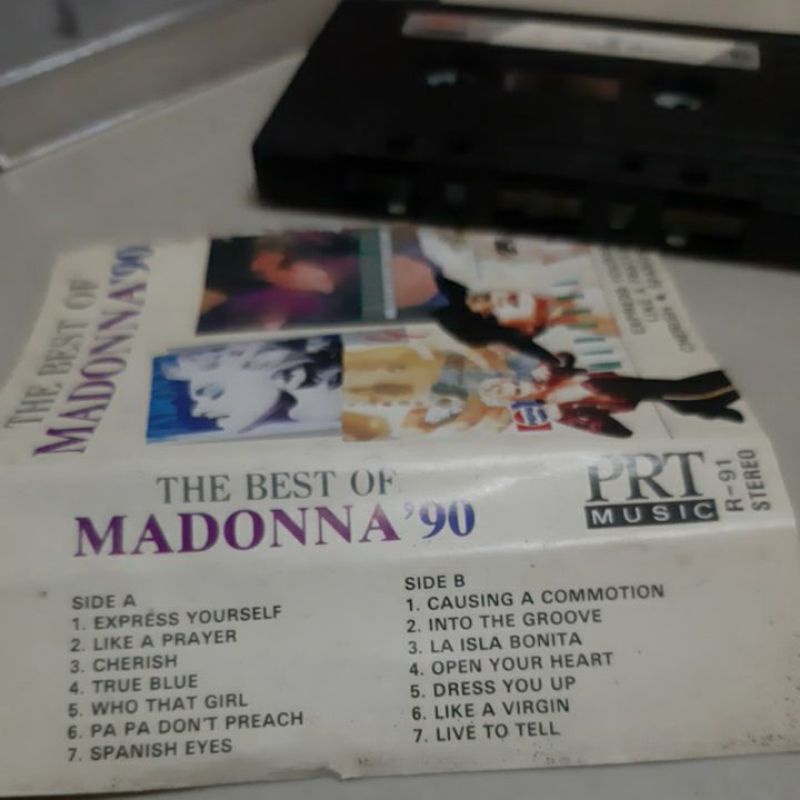 THE BEST OF
MADONNA'90
THE BEST OF
MADONNA '90
PRT
MUSIC
R-91
STEREO
SIDE A
1. EXPRESS YOURSELF
2. LIKE A PRAYER
3. CHERISH
4. TRUE BLUE
5. WHO THAT GIRL
6. PA PA DON'T PREACH
7. SPANISH EYES
SIDE B
1. CAUSING A COMMOTION
2. INTO THE GROOVE
3. LA ISLA BONITA
4. OPEN YOUR HEART
5. DRESS YOU UP
6. LIKE A VIRGIN
7. LIVE TO TELL